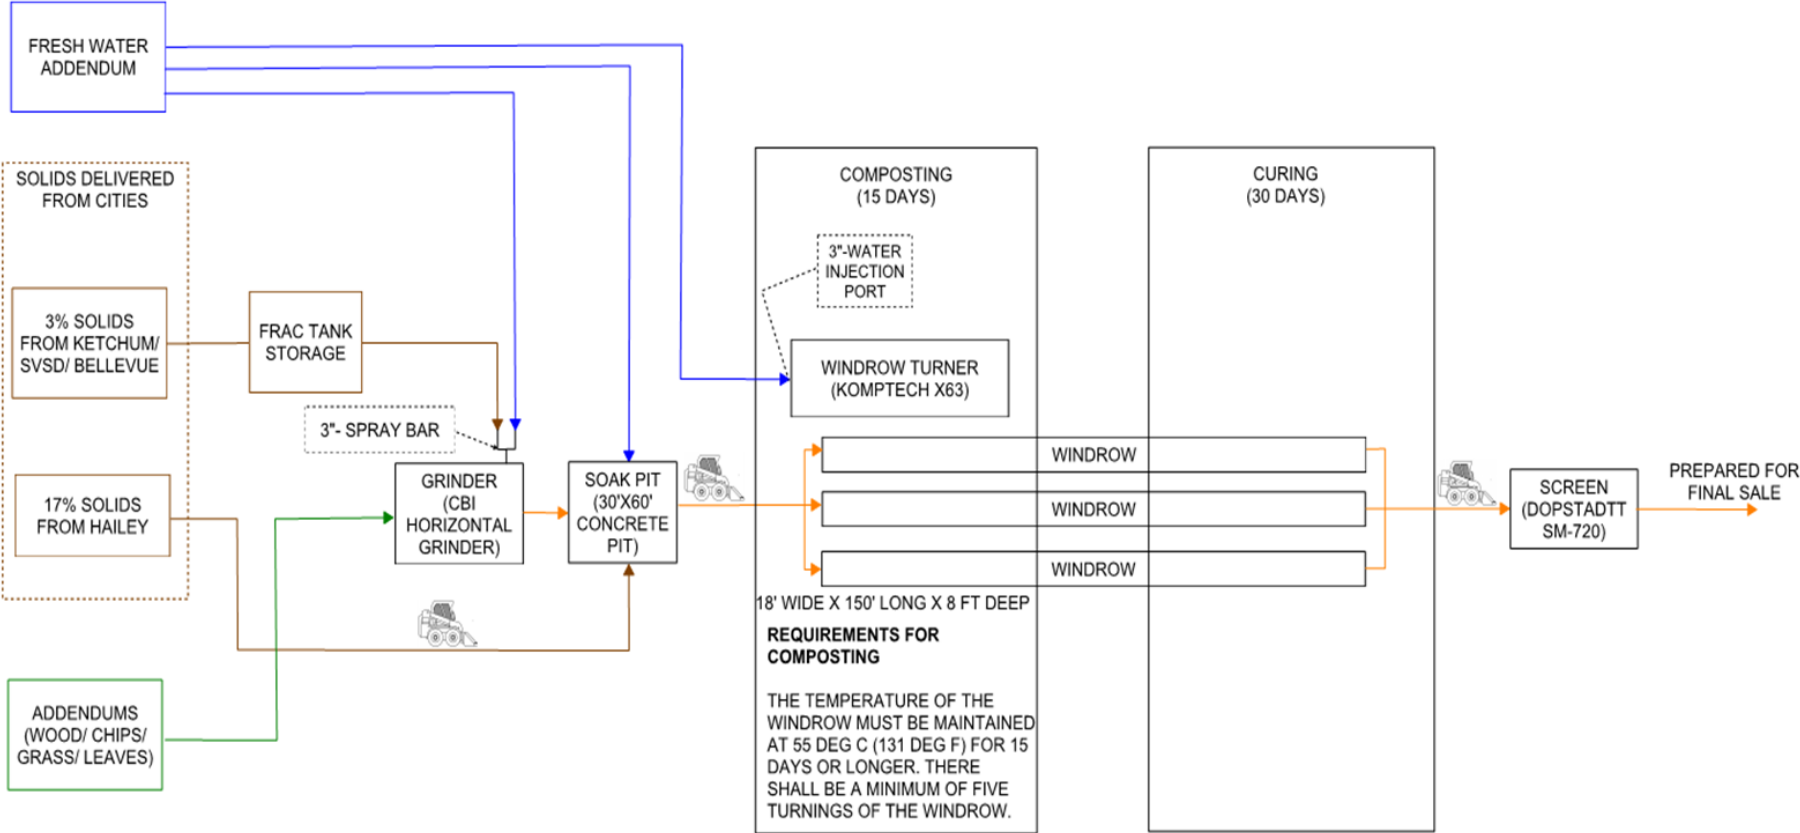 FRESH WATER
ADDENDUM
SOLIDS DELIVERED
FROM CITIES
3% SOLIDS
FROM KETCHUM/
SVSD/ BELLEVUE
FRAC TANK
STORAGE
3"- SPRAY BAR
17% SOLIDS
FROM HAILEY
GRINDER
(CBI
HORIZONTAL
GRINDER)
SOAK PIT
(30'X60'
CONCRETE
PIT)
ADDENDUMS
(WOOD/ CHIPS/
GRASS/ LEAVES)
COMPOSTING
(15 DAYS)
3"-WATER
INJECTION
PORT
WINDROW TURNER
(KOMPTECH X63)
WINDROW
WINDROW
WINDROW
18' WIDE X 150' LONG X 8 FT DEEP
REQUIREMENTS FOR
COMPOSTING
THE TEMPERATURE OF THE
WINDROW MUST BE MAINTAINED
AT 55 DEG C (131 DEG F) FOR 15
DAYS OR LONGER. THERE
SHALL BE A MINIMUM OF FIVE
TURNINGS OF THE WINDROW.
CURING
(30 DAYS)
SCREEN
(DOPSTADTT
SM-720)
PREPARED FOR
FINAL SALE